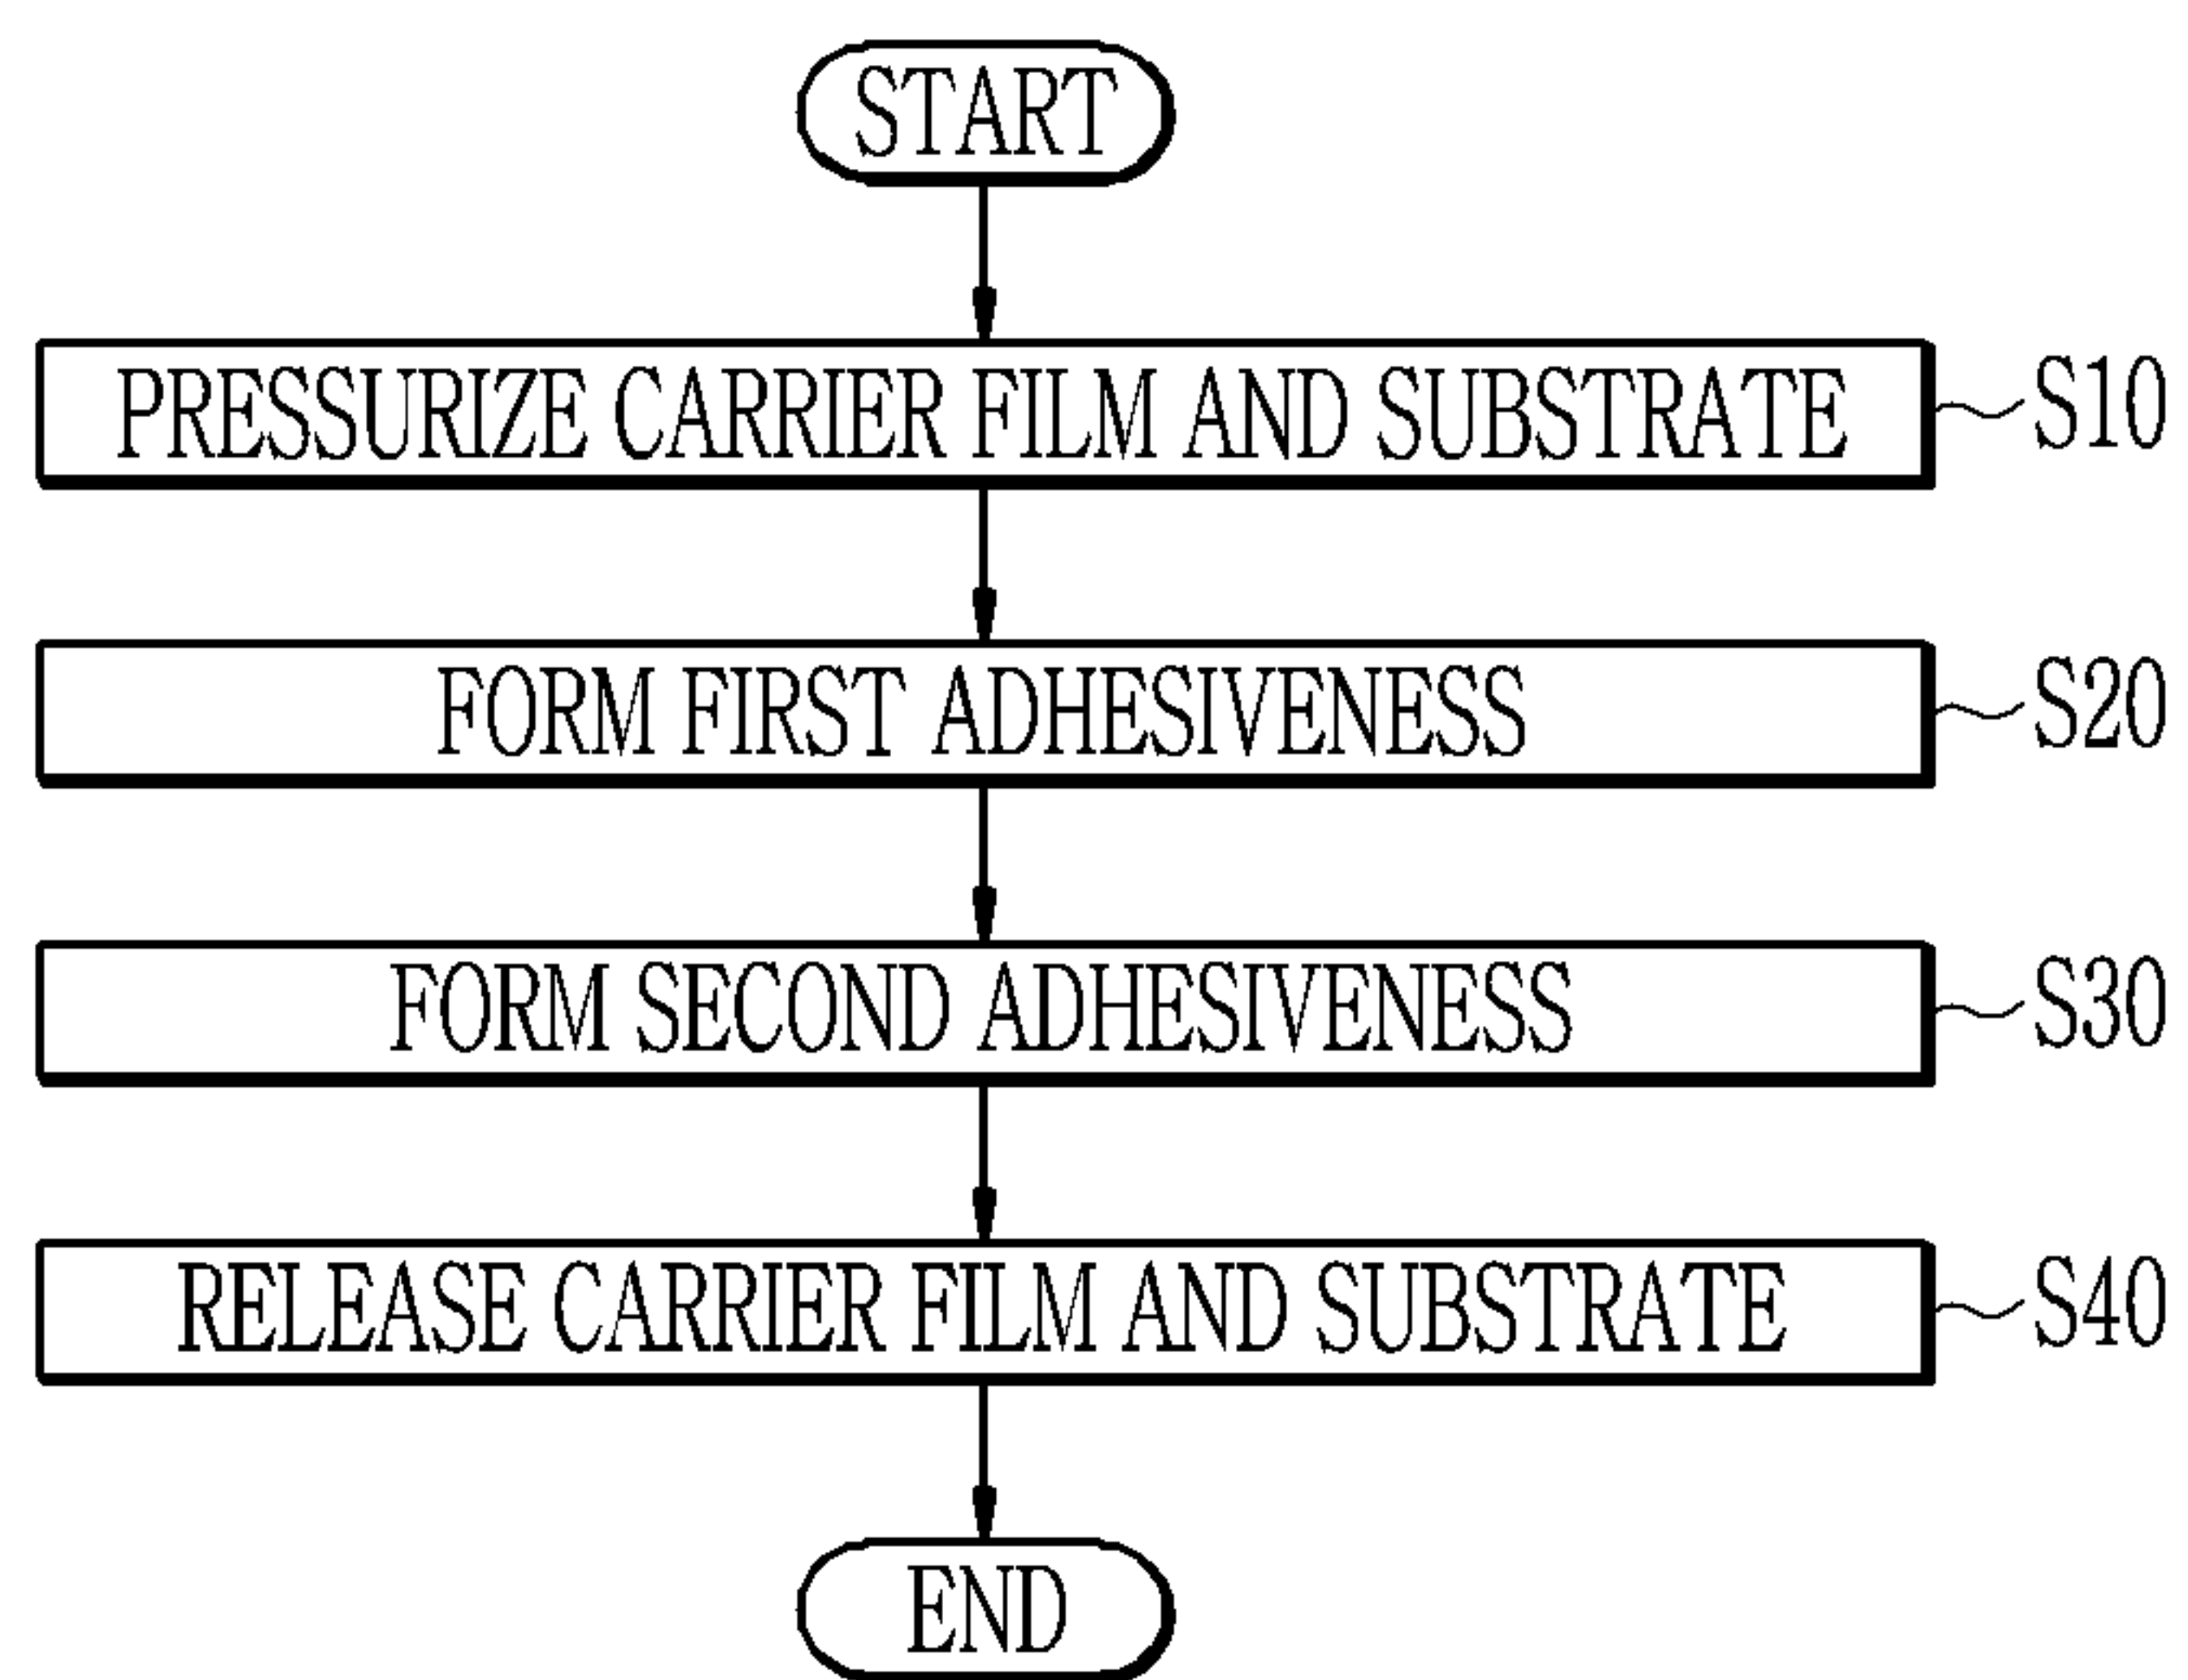 START
PRESSURIZE CARRIER FILM AND SUBSTRATE S10
FORM FIRST ADHESIVENESS S20
FORM SECOND ADHESIVENESS S30
RELEASE CARRIER FILM AND SUBSTRATE S40
END